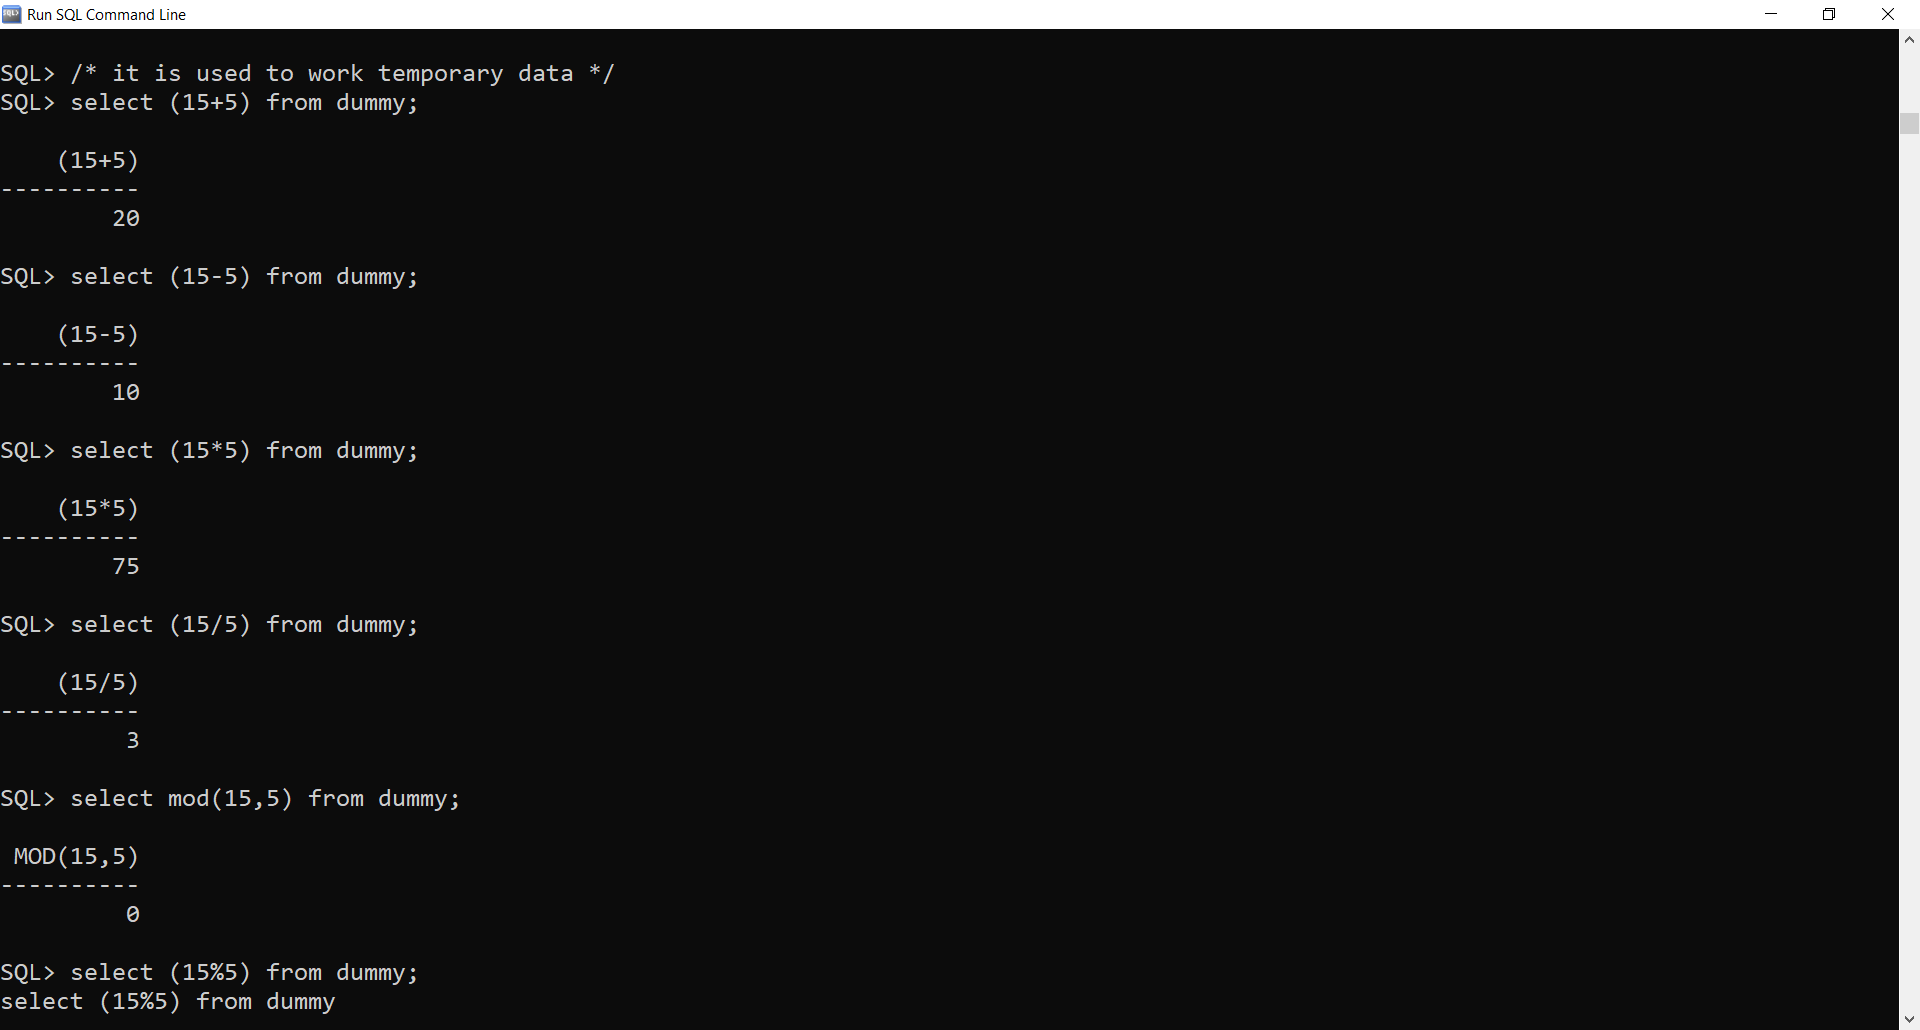 Run SQL Command Line
SQL> /* it is used to work temporary data */
SQL> select (15+5) from dummy;
    (15+5)
----------
        20
SQL> select (15-5) from dummy;
    (15-5)
----------
        10
SQL> select (15*5) from dummy;
    (15*5)
----------
        75
SQL> select (15/5) from dummy;
    (15/5)
----------
         3
SQL> select mod(15,5) from dummy;
 MOD(15,5)
----------
         0
SQL> select (15%5) from dummy;
select (15%5) from dummy